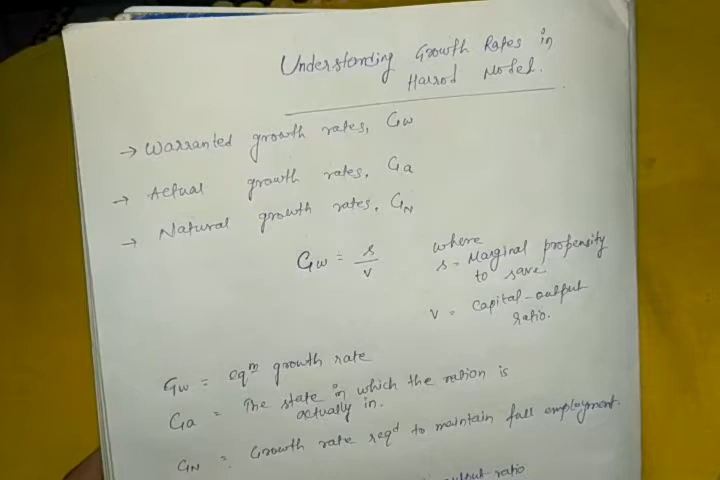 Understanding Growth Rates in
Harrod Model.
→ Warranted growth rates, Gw
→ Actual growth rates, Ga
→ Natural growth rates, GN
Gw = s/v
where
s = Marginal propensity
to save.
v = Capital-output
ratio.
Gw = eqm growth rate
Ga = The state in which the nation is
actually in.
GN = Growth rate reqd to maintain full employment.
output ratio